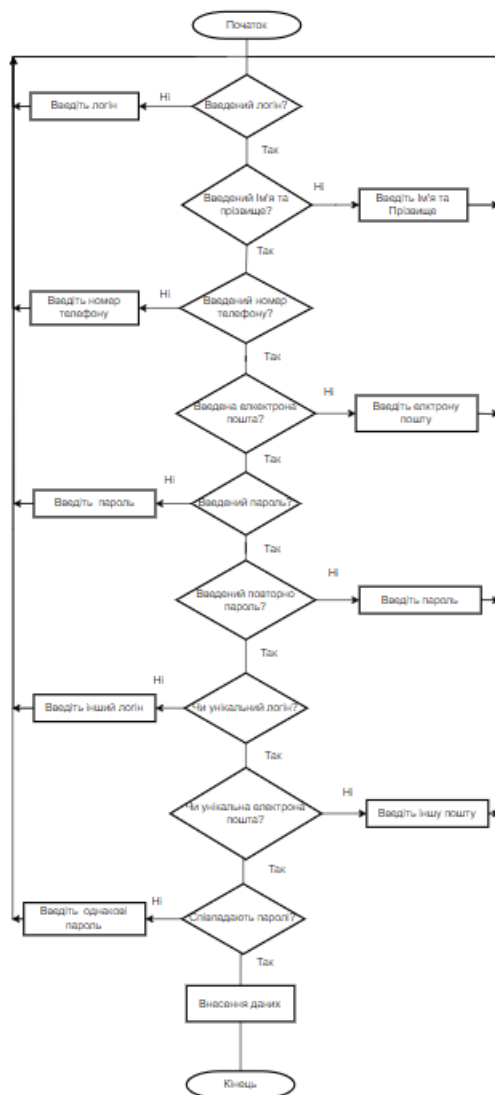 Початок
Введіть логін
Ні
Введений логін?
Так
Введений Ім'я та
прізвище?
Ні
Введіть Ім'я та
Прізвище
Так
Введіть номер
телефону
Ні
Введений номер
телефону?
Так
Введена елкектрона
пошта?
Ні
Введіть елктрону
пошту
Так
Введіть пароль
Ні
Введений пароль?
Так
Введений повторно
пароль?
Ні
Введіть пароль
Так
Введіть інший логін
Ні
Чи унікальний логін?
Так
Чи унікальна електрона
пошта?
Ні
Введіть іншу пошту
Так
Введіть однакові
пароль
Ні
Співпадають паролі?
Так
Внесення даних
Кінець